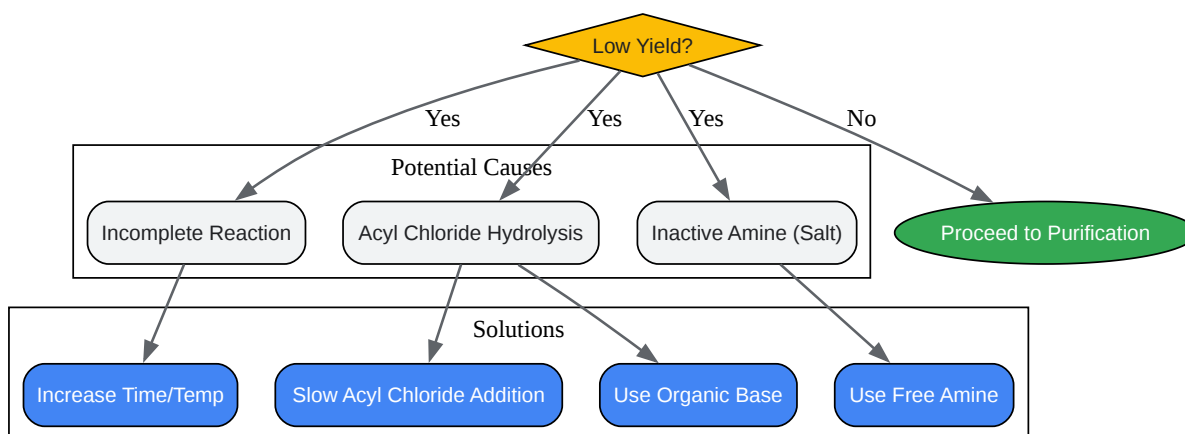 Low Yield?
Yes
Yes
Yes
No
Potential Causes
Incomplete Reaction
Acyl Chloride Hydrolysis
Inactive Amine (Salt)
Proceed to Purification
Solutions
Increase Time/Temp
Slow Acyl Chloride Addition
Use Organic Base
Use Free Amine